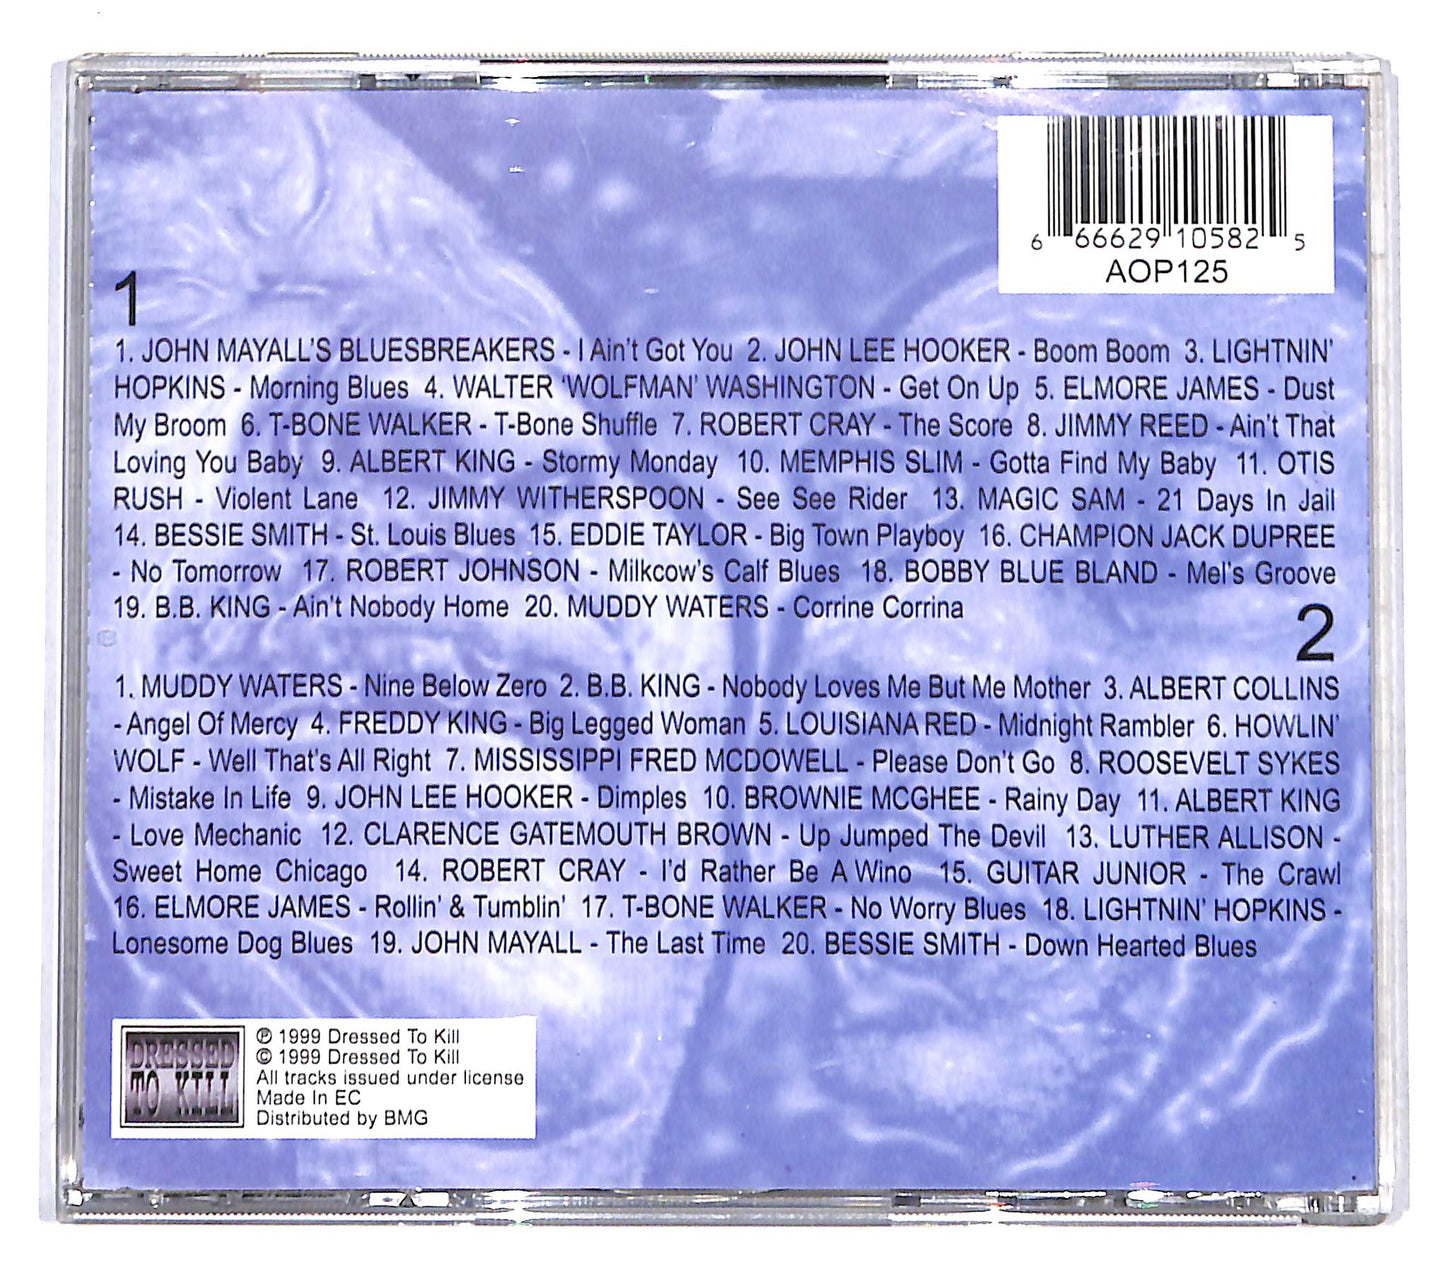 6 66629 10582 5
AOP125
1
1. JOHN MAYALL'S BLUESBREAKERS - I Ain't Got You 2. JOHN LEE HOOKER - Boom Boom 3. LIGHTNIN'
HOPKINS - Morning Blues 4. WALTER 'WOLFMAN' WASHINGTON - Get On Up 5. ELMORE JAMES - Dust
My Broom 6. T-BONE WALKER - T-Bone Shuffle 7. ROBERT CRAY - The Score 8. JIMMY REED - Ain't That
Loving You Baby 9. ALBERT KING - Stormy Monday 10. MEMPHIS SLIM - Gotta Find My Baby 11. OTIS
RUSH - Violent Lane 12. JIMMY WITHERSPOON - See See Rider 13. MAGIC SAM - 21 Days In Jail
14. BESSIE SMITH - St. Louis Blues 15. EDDIE TAYLOR - Big Town Playboy 16. CHAMPION JACK DUPREE
- No Tomorrow 17. ROBERT JOHNSON - Milkcow's Calf Blues 18. BOBBY BLUE BLAND - Mel's Groove
19. B.B. KING - Ain't Nobody Home 20. MUDDY WATERS - Corrine Corrina
2
1. MUDDY WATERS - Nine Below Zero 2. B.B. KING - Nobody Loves Me But Me Mother 3. ALBERT COLLINS
- Angel Of Mercy 4. FREDDY KING - Big Legged Woman 5. LOUISIANA RED - Midnight Rambler 6. HOWLIN'
WOLF - Well That's All Right 7. MISSISSIPPI FRED MCDOWELL - Please Don't Go 8. ROOSEVELT SYKES
- Mistake In Life 9. JOHN LEE HOOKER - Dimples 10. BROWNIE MCGHEE - Rainy Day 11. ALBERT KING
- Love Mechanic 12. CLARENCE GATEMOUTH BROWN - Up Jumped The Devil 13. LUTHER ALLISON -
Sweet Home Chicago 14. ROBERT CRAY - I'd Rather Be A Wino 15. GUITAR JUNIOR - The Crawl
16. ELMORE JAMES - Rollin' & Tumblin' 17. T-BONE WALKER - No Worry Blues 18. LIGHTNIN' HOPKINS -
Lonesome Dog Blues 19. JOHN MAYALL - The Last Time 20. BESSIE SMITH - Down Hearted Blues
DRESSED
TO KILL
℗ 1999 Dressed To Kill
© 1999 Dressed To Kill
All tracks issued under license
Made In EC
Distributed by BMG